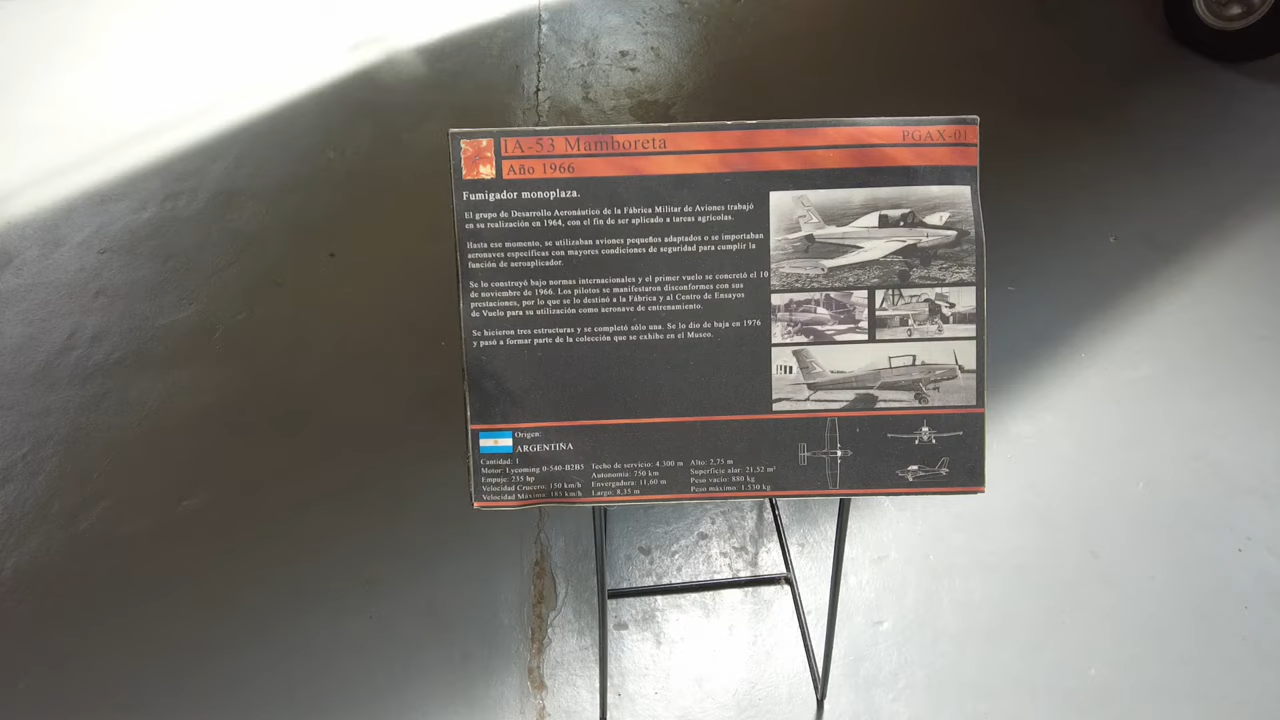 IA-53 Mamboreta
PGAX-01
Año 1966
Fumigador monoplaza.
El grupo de Desarrollo Aeronáutico de la Fábrica Militar de Aviones trabajó
en su realización en 1964, con el fin de ser aplicado a tareas agrícolas.
Hasta ese momento, se utilizaban aviones pequeños adaptados o se importaban
aeronaves específicas con mayores condiciones de seguridad para cumplir la
función de aeroaplicador.
Se lo construyó bajo normas internacionales y el primer vuelo se concretó el 10
de noviembre de 1966. Los pilotos se manifestaron disconformes con sus
prestaciones, por lo que se lo destinó a la Fábrica y al Centro de Ensayos
de Vuelo para su utilización como aeronave de entrenamiento.
Se hicieron tres estructuras y se completó sólo una. Se lo dio de baja en 1976
y pasó a formar parte de la colección que se exhibe en el Museo.
Origen:
ARGENTINA
Cantidad: 1
Motor: Lycoming 0-540-B2B5
Empuje: 235 hp
Velocidad Crucero: 150 km/h
Velocidad Máxima: 185 km/h
Techo de servicio: 4.300 m
Autonomía: 750 km
Envergadura: 11,60 m
Largo: 8,35 m
Alto: 2,75 m
Superficie alar: 21,52 m²
Peso vacío: 880 kg
Peso máximo: 1.530 kg